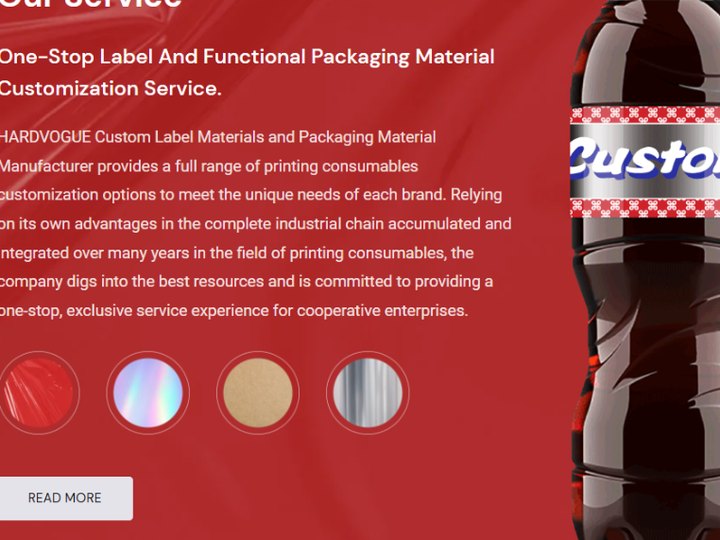 Our Service
One-Stop Label And Functional Packaging Material
Customization Service.
HARDVOGUE Custom Label Materials and Packaging Material
Manufacturer provides a full range of printing consumables
customization options to meet the unique needs of each brand. Relying
on its own advantages in the complete industrial chain accumulated and
integrated over many years in the field of printing consumables, the
company digs into the best resources and is committed to providing a
one-stop, exclusive service experience for cooperative enterprises.
READ MORE